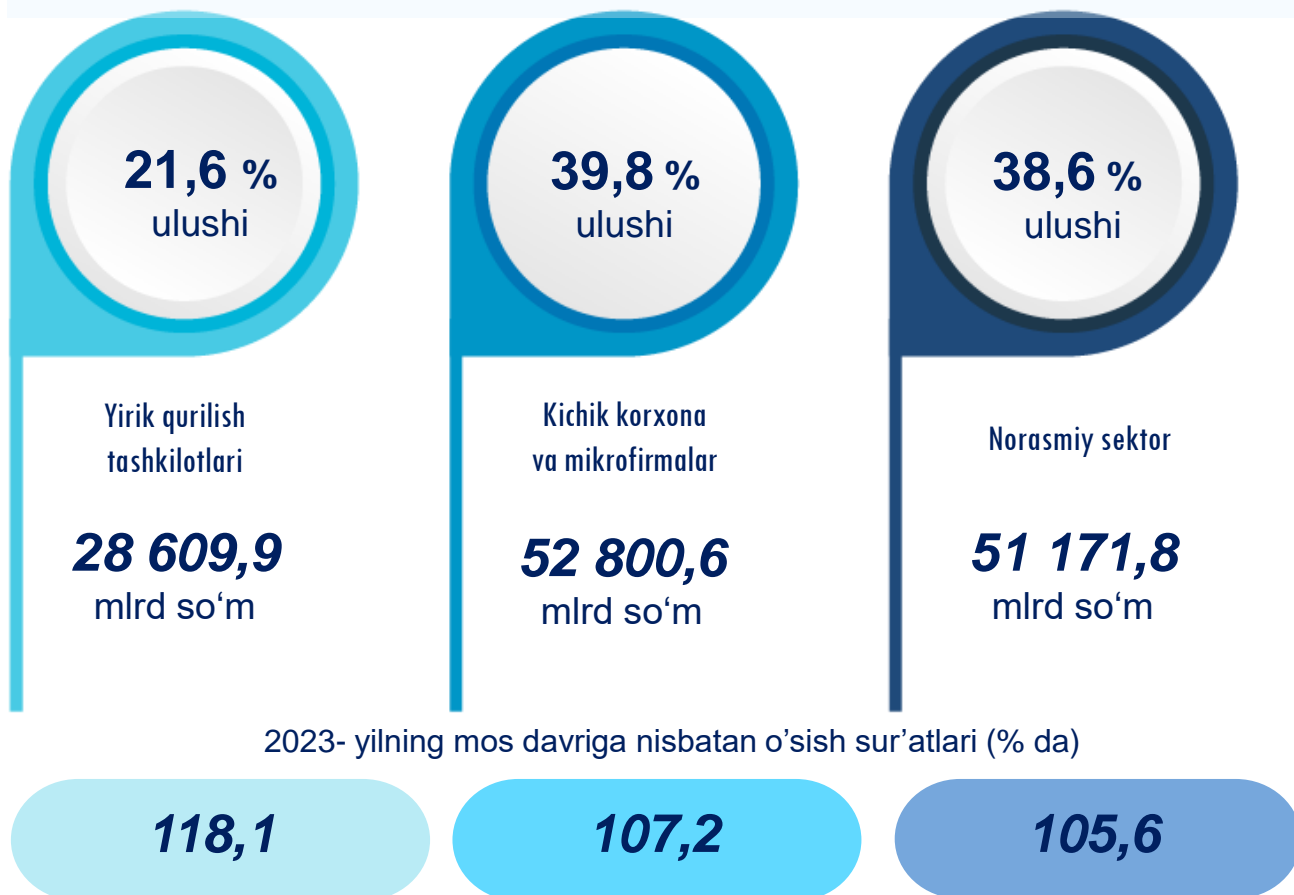 21,6 %
ulushi
39,8 %
ulushi
38,6 %
ulushi
Yirik qurilish
tashkilotlari
Kichik korxona
va mikrofirmalar
Norasmiy sektor
28 609,9
mlrd so‘m
52 800,6
mlrd so‘m
51 171,8
mlrd so‘m
2023- yilning mos davriga nisbatan o’sish sur’atlari (% da)
118,1
107,2
105,6